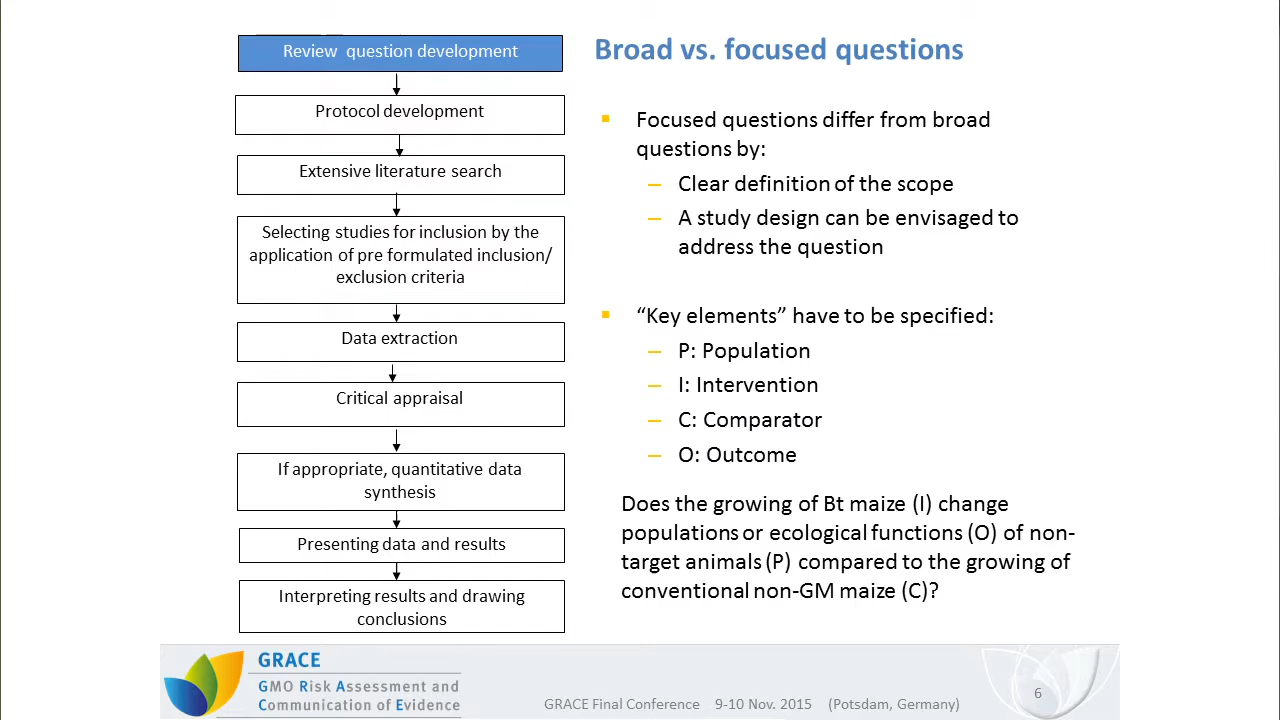 Review question development
Protocol development
Extensive literature search
Selecting studies for inclusion by the
application of pre formulated inclusion/
exclusion criteria
Data extraction
Critical appraisal
If appropriate, quantitative data
synthesis
Presenting data and results
Interpreting results and drawing
conclusions
Broad vs. focused questions
Focused questions differ from broad
questions by:
– Clear definition of the scope
– A study design can be envisaged to
address the question
“Key elements” have to be specified:
– P: Population
– I: Intervention
– C: Comparator
– O: Outcome
Does the growing of Bt maize (I) change
populations or ecological functions (O) of non-
target animals (P) compared to the growing of
conventional non-GM maize (C)?
GRACE
GMO Risk Assessment and
Communication of Evidence
GRACE Final Conference 9-10 Nov. 2015 (Potsdam, Germany)
6